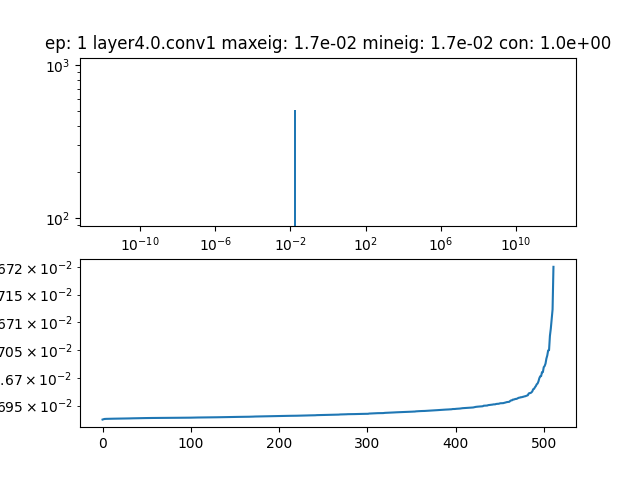 ep: 1 layer4.0.conv1 maxeig: 1.7e-02 mineig: 1.7e-02 con: 1.0e+00
10³
10²
10⁻¹⁰ 10⁻⁶ 10⁻² 10² 10⁶ 10¹⁰
672 × 10⁻²
715 × 10⁻²
671 × 10⁻²
705 × 10⁻²
.67 × 10⁻²
695 × 10⁻²
0 100 200 300 400 500